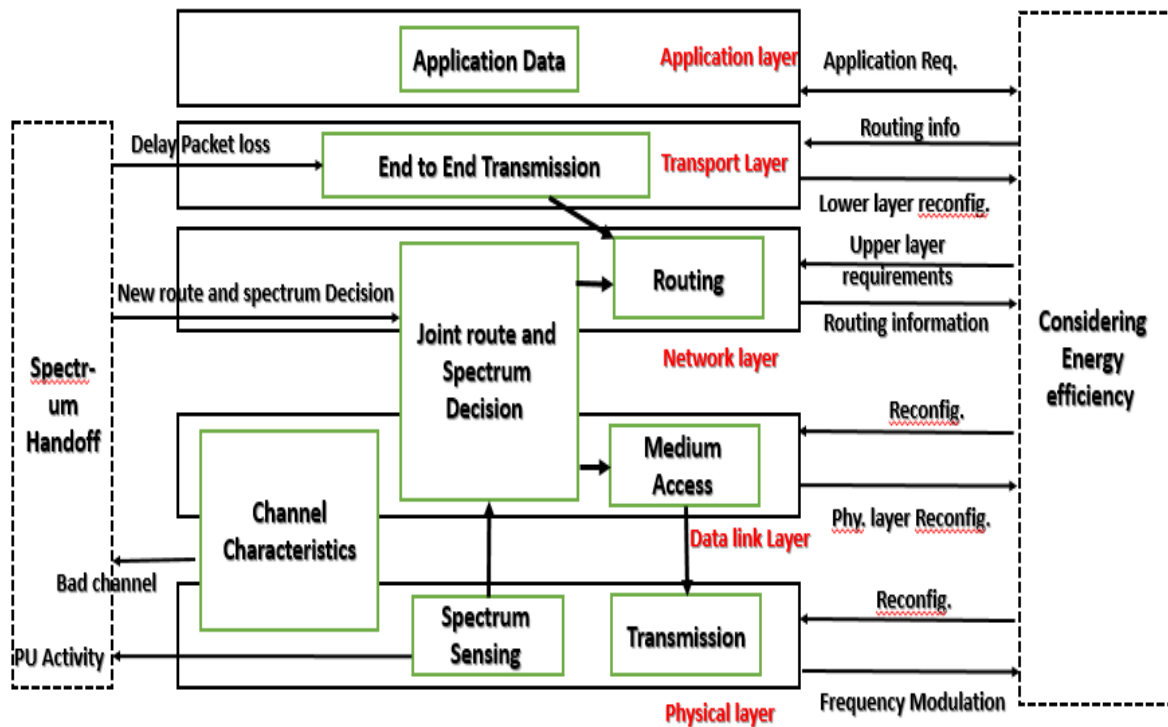 Application Data
Application layer
Application Req.
Delay Packet loss
End to End Transmission
Transport Layer
Routing info
Lower layer reconfig.
New route and spectrum Decision
Joint route and
Spectrum
Decision
Routing
Network layer
Upper layer
requirements
Routing information
Spectr-
um
Handoff
Considering
Energy
efficiency
Channel
Characteristics
Medium
Access
Data link Layer
Reconfig.
Phy. layer Reconfig.
Bad channel
PU Activity
Spectrum
Sensing
Transmission
Physical layer
Reconfig.
Frequency Modulation